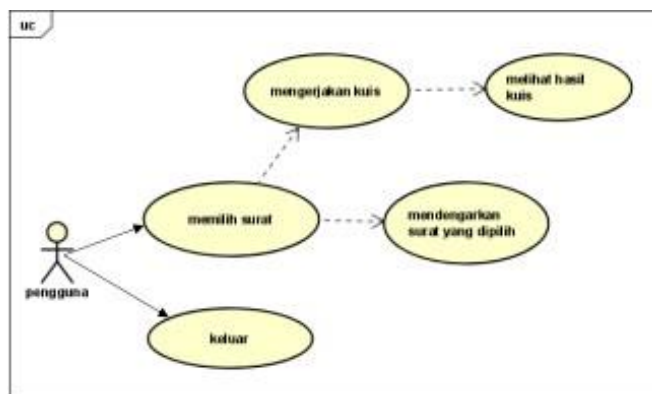 uc
mengerjakan kuis
melihat hasil
kuis
memilih surat
mendengarkan
surat yang dipilih
pengguna
keluar